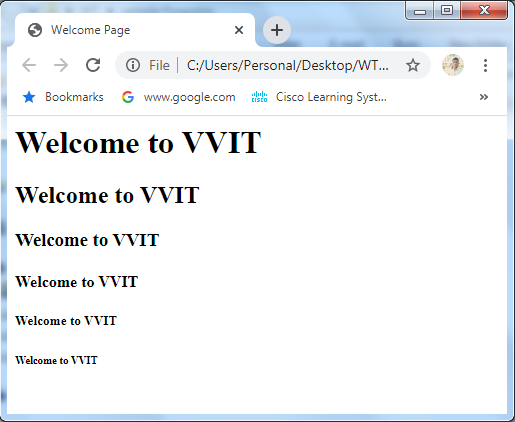 Welcome Page
File | C:/Users/Personal/Desktop/WT...
Bookmarks www.google.com cisco Cisco Learning Syst...
Welcome to VVIT
Welcome to VVIT
Welcome to VVIT
Welcome to VVIT
Welcome to VVIT
Welcome to VVIT